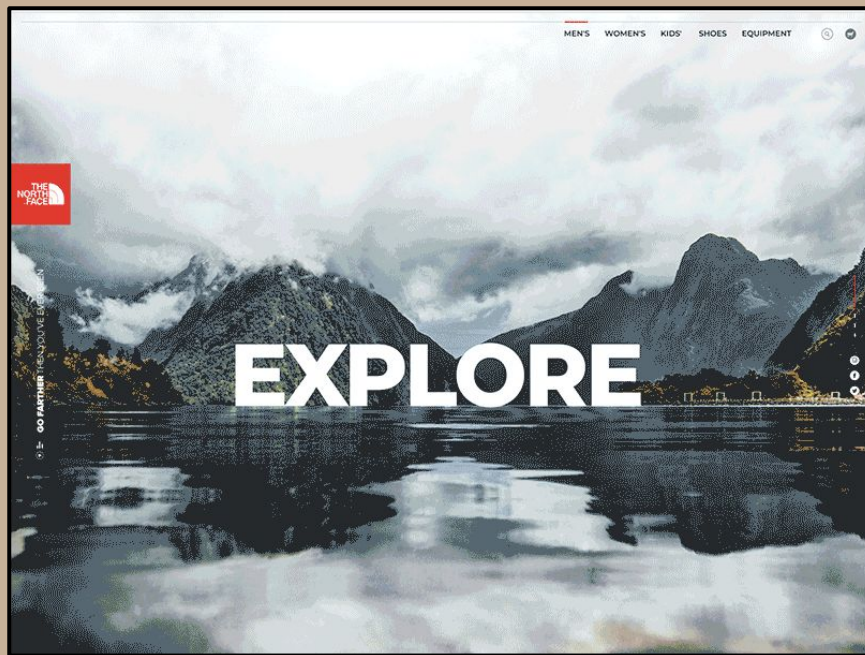 MEN'S WOMEN'S KIDS' SHOES EQUIPMENT
THE
NORTH
FACE
EXPLORE
GO FARTHER THEN YOU'VE EVER BEEN